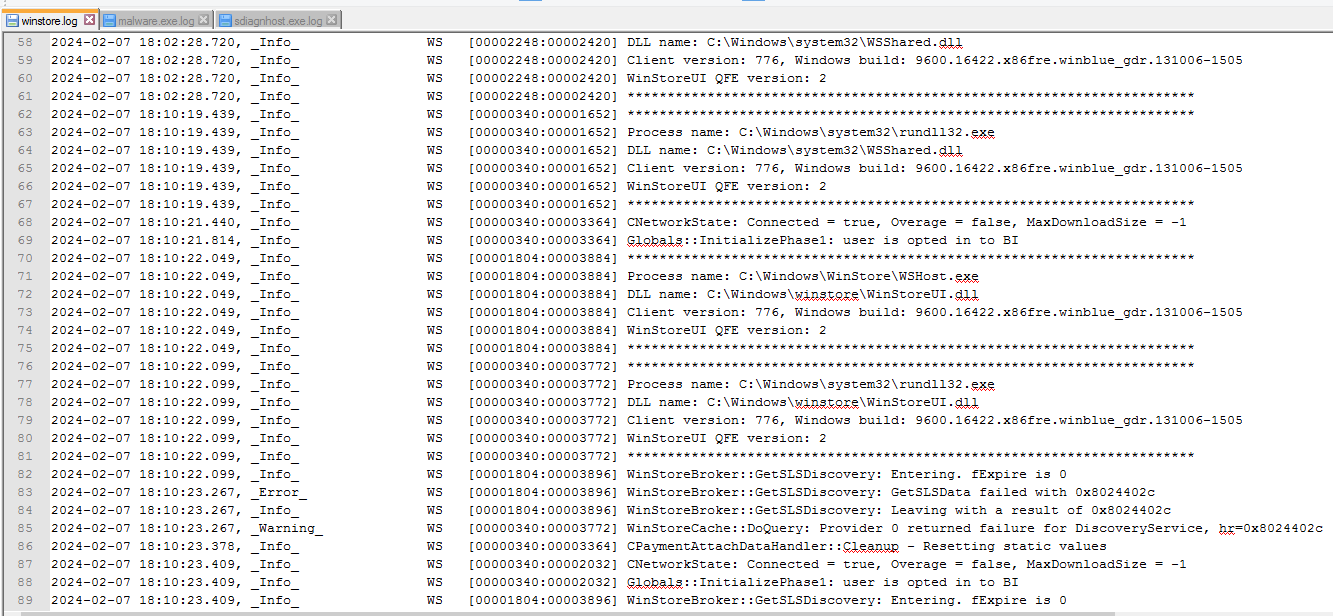 winstore.log malware.exe.log sdiagnhost.exe.log
58 2024-02-07 18:02:28.720, _Info_ WS [00002248:00002420] DLL name: C:\Windows\system32\WSShared.dll
59 2024-02-07 18:02:28.720, _Info_ WS [00002248:00002420] Client version: 776, Windows build: 9600.16422.x86fre.winblue_gdr.131006-1505
60 2024-02-07 18:02:28.720, _Info_ WS [00002248:00002420] WinStoreUI QFE version: 2
61 2024-02-07 18:02:28.720, _Info_ WS [00002248:00002420] ***********************************************************************
62 2024-02-07 18:10:19.439, _Info_ WS [00000340:00001652] ***********************************************************************
63 2024-02-07 18:10:19.439, _Info_ WS [00000340:00001652] Process name: C:\Windows\system32\rundll32.exe
64 2024-02-07 18:10:19.439, _Info_ WS [00000340:00001652] DLL name: C:\Windows\system32\WSShared.dll
65 2024-02-07 18:10:19.439, _Info_ WS [00000340:00001652] Client version: 776, Windows build: 9600.16422.x86fre.winblue_gdr.131006-1505
66 2024-02-07 18:10:19.439, _Info_ WS [00000340:00001652] WinStoreUI QFE version: 2
67 2024-02-07 18:10:19.439, _Info_ WS [00000340:00001652] ***********************************************************************
68 2024-02-07 18:10:21.440, _Info_ WS [00000340:00003364] CNetworkState: Connected = true, Overage = false, MaxDownloadSize = -1
69 2024-02-07 18:10:21.814, _Info_ WS [00000340:00003364] Globals::InitializePhase1: user is opted in to BI
70 2024-02-07 18:10:22.049, _Info_ WS [00001804:00003884] ***********************************************************************
71 2024-02-07 18:10:22.049, _Info_ WS [00001804:00003884] Process name: C:\Windows\WinStore\WSHost.exe
72 2024-02-07 18:10:22.049, _Info_ WS [00001804:00003884] DLL name: C:\Windows\winstore\WinStoreUI.dll
73 2024-02-07 18:10:22.049, _Info_ WS [00001804:00003884] Client version: 776, Windows build: 9600.16422.x86fre.winblue_gdr.131006-1505
74 2024-02-07 18:10:22.049, _Info_ WS [00001804:00003884] WinStoreUI QFE version: 2
75 2024-02-07 18:10:22.049, _Info_ WS [00001804:00003884] ***********************************************************************
76 2024-02-07 18:10:22.099, _Info_ WS [00000340:00003772] ***********************************************************************
77 2024-02-07 18:10:22.099, _Info_ WS [00000340:00003772] Process name: C:\Windows\system32\rundll32.exe
78 2024-02-07 18:10:22.099, _Info_ WS [00000340:00003772] DLL name: C:\Windows\winstore\WinStoreUI.dll
79 2024-02-07 18:10:22.099, _Info_ WS [00000340:00003772] Client version: 776, Windows build: 9600.16422.x86fre.winblue_gdr.131006-1505
80 2024-02-07 18:10:22.099, _Info_ WS [00000340:00003772] WinStoreUI QFE version: 2
81 2024-02-07 18:10:22.099, _Info_ WS [00000340:00003772] ***********************************************************************
82 2024-02-07 18:10:22.099, _Info_ WS [00001804:00003896] WinStoreBroker::GetSLSDiscovery: Entering. fExpire is 0
83 2024-02-07 18:10:23.267, _Error_ WS [00001804:00003896] WinStoreBroker::GetSLSDiscovery: GetSLSData failed with 0x8024402c
84 2024-02-07 18:10:23.267, _Info_ WS [00001804:00003896] WinStoreBroker::GetSLSDiscovery: Leaving with a result of 0x8024402c
85 2024-02-07 18:10:23.267, _Warning_ WS [00000340:00003772] WinStoreCache::DoQuery: Provider 0 returned failure for DiscoveryService, hr=0x8024402c
86 2024-02-07 18:10:23.378, _Info_ WS [00000340:00003364] CPaymentAttachDataHandler::Cleanup - Resetting static values
87 2024-02-07 18:10:23.409, _Info_ WS [00000340:00002032] CNetworkState: Connected = true, Overage = false, MaxDownloadSize = -1
88 2024-02-07 18:10:23.409, _Info_ WS [00000340:00002032] Globals::InitializePhase1: user is opted in to BI
89 2024-02-07 18:10:23.409, _Info_ WS [00001804:00003896] WinStoreBroker::GetSLSDiscovery: Entering. fExpire is 0